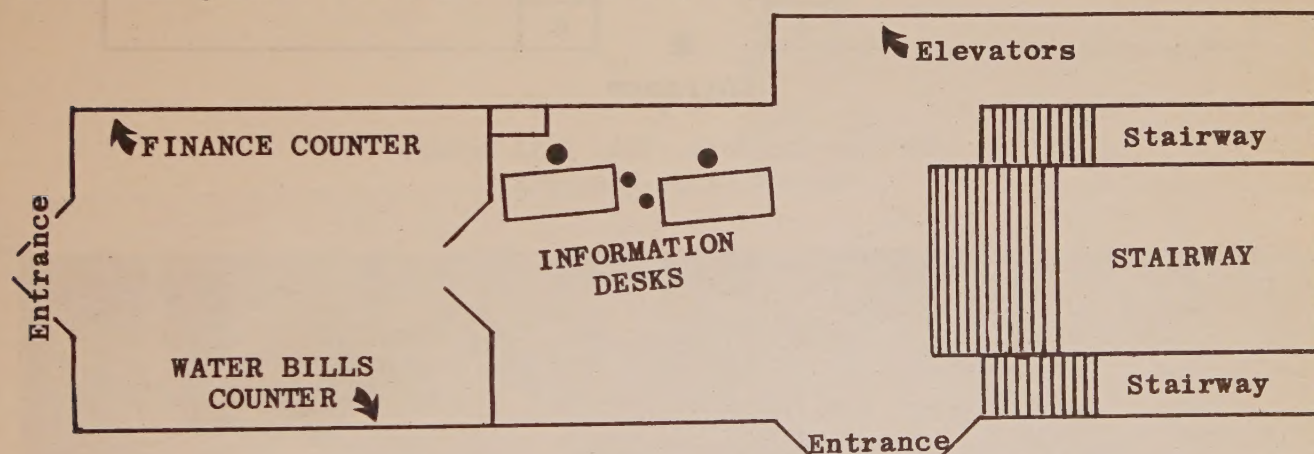 Elevators
FINANCE COUNTER
Stairway
Entrance
INFORMATION
DESKS
STAIRWAY
WATER BILLS
COUNTER
Stairway
Entrance